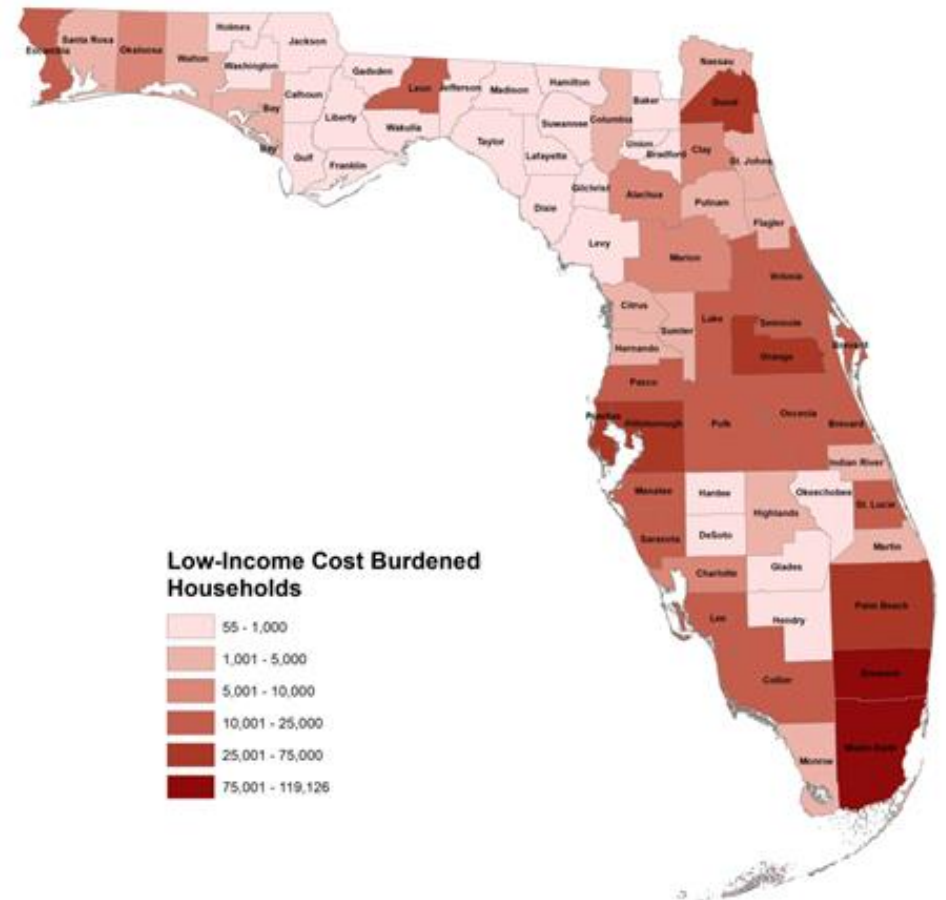 Holmes
Jackson
Santa Rosa
Escambia
Okaloosa
Walton
Washington
Gadsden
Leon
Jefferson
Madison
Hamilton
Nassau
Calhoun
Bay
Liberty
Wakulla
Taylor
Suwannee
Columbia
Baker
Duval
Bay
Gulf
Franklin
Lafayette
Union
Bradford
Clay
St. Johns
Dixie
Gilchrist
Alachua
Putnam
Flagler
Levy
Marion
Volusia
Citrus
Sumter
Lake
Seminole
Hernando
Orange
Brevard
Pasco
Pinellas
Hillsborough
Polk
Osceola
Brevard
Indian River
Manatee
Hardee
Highlands
Okeechobee
St. Lucie
Sarasota
DeSoto
Martin
Charlotte
Glades
Lee
Hendry
Palm Beach
Collier
Broward
Monroe
Miami-Dade
Low-Income Cost Burdened
Households
55 - 1,000
1,001 - 5,000
5,001 - 10,000
10,001 - 25,000
25,001 - 75,000
75,001 - 119,126